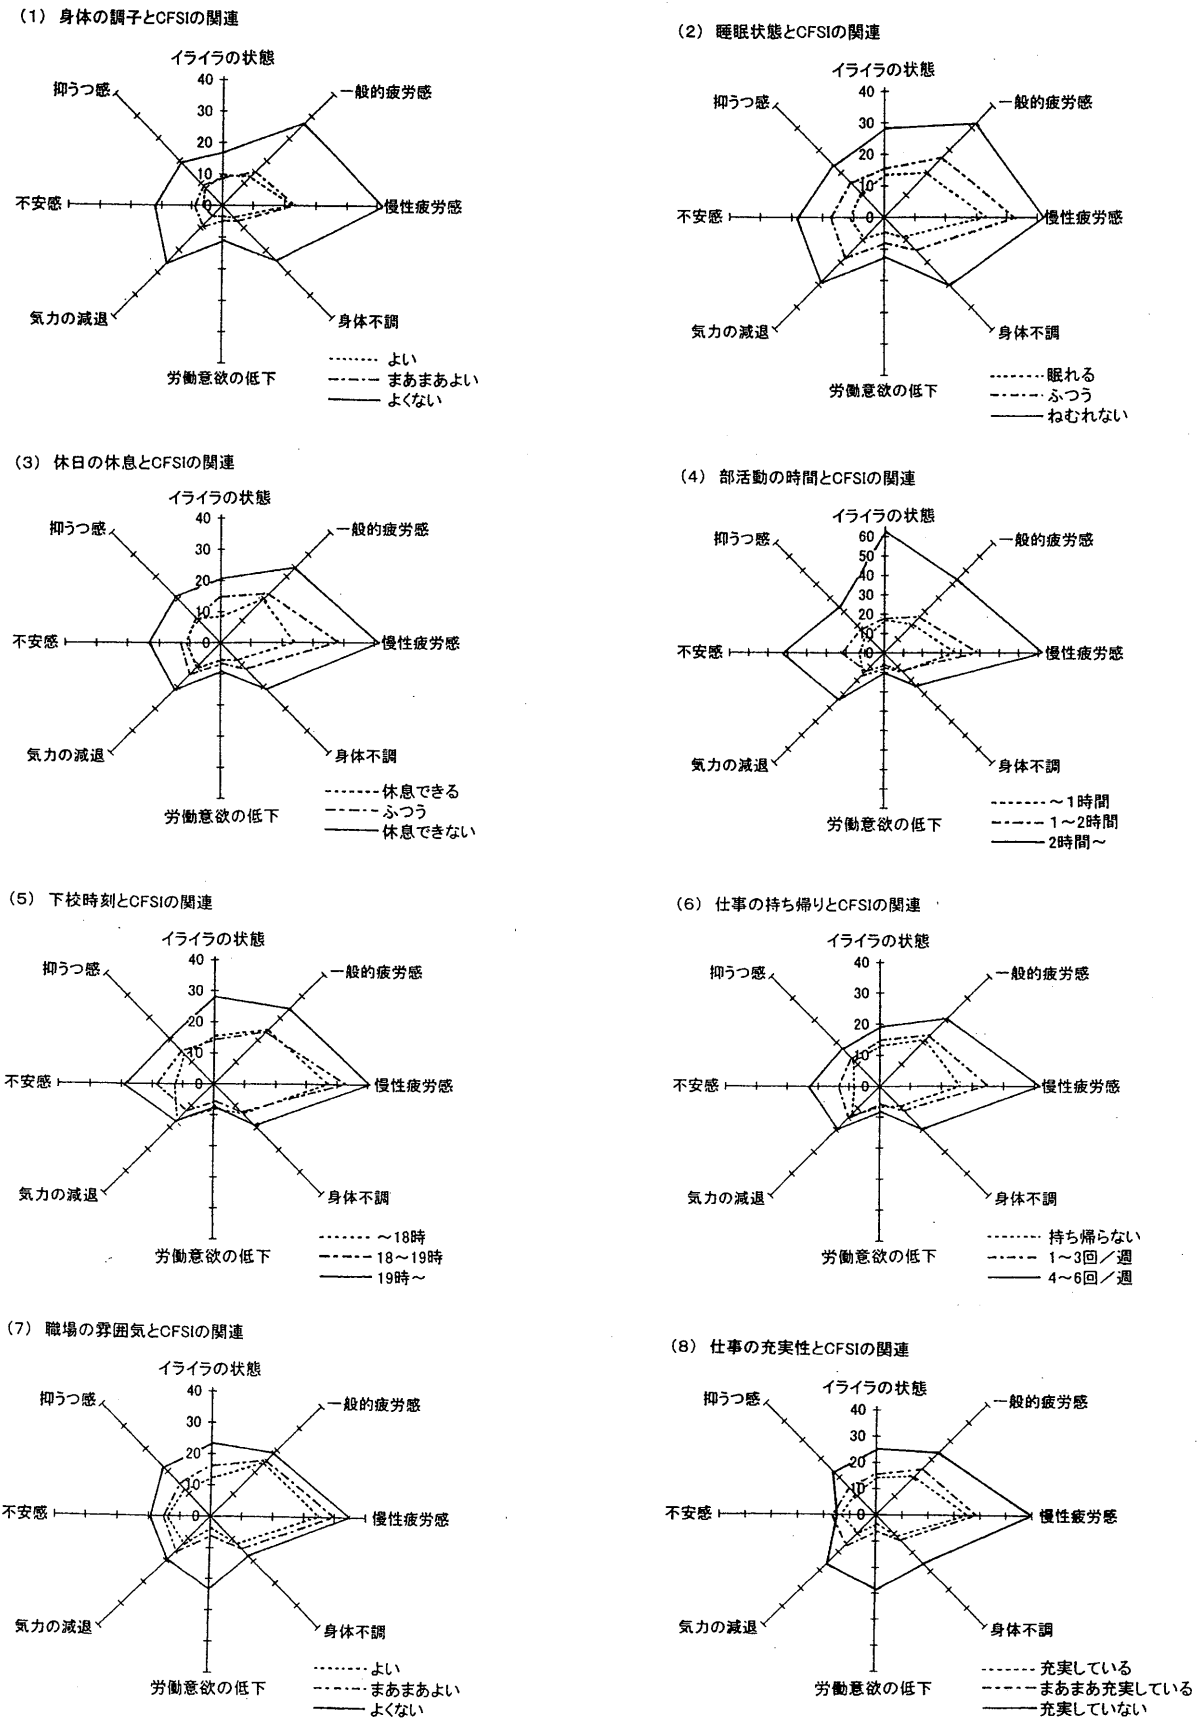 (1) 身体の調子とCFSIの関連
イライラの状態
抑うつ感
一般的疲労感
40
30
20
10
0
不安感
慢性疲労感
気力の減退
身体不調
労働意欲の低下
よい
まあまあよい
よくない
(2) 睡眠状態とCFSIの関連
イライラの状態
抑うつ感
一般的疲労感
40
30
20
10
0
不安感
慢性疲労感
気力の減退
身体不調
労働意欲の低下
眠れる
ふつう
ねむれない
(3) 休日の休息とCFSIの関連
イライラの状態
抑うつ感
一般的疲労感
40
30
20
10
0
不安感
慢性疲労感
気力の減退
身体不調
労働意欲の低下
休息できる
ふつう
休息できない
(4) 部活動の時間とCFSIの関連
イライラの状態
抑うつ感
一般的疲労感
60
50
40
30
20
10
0
不安感
慢性疲労感
気力の減退
身体不調
労働意欲の低下
～1時間
1～2時間
2時間～
(5) 下校時刻とCFSIの関連
イライラの状態
抑うつ感
一般的疲労感
40
30
20
10
0
不安感
慢性疲労感
気力の減退
身体不調
労働意欲の低下
～18時
18～19時
19時～
(6) 仕事の持ち帰りとCFSIの関連
イライラの状態
抑うつ感
一般的疲労感
40
30
20
10
0
不安感
慢性疲労感
気力の減退
身体不調
労働意欲の低下
持ち帰らない
1～3回／週
4～6回／週
(7) 職場の雰囲気とCFSIの関連
イライラの状態
抑うつ感
一般的疲労感
40
30
20
10
0
不安感
慢性疲労感
気力の減退
身体不調
労働意欲の低下
よい
まあまあよい
よくない
(8) 仕事の充実性とCFSIの関連
イライラの状態
抑うつ感
一般的疲労感
40
30
20
10
0
不安感
慢性疲労感
気力の減退
身体不調
労働意欲の低下
充実している
まあまあ充実している
充実していない